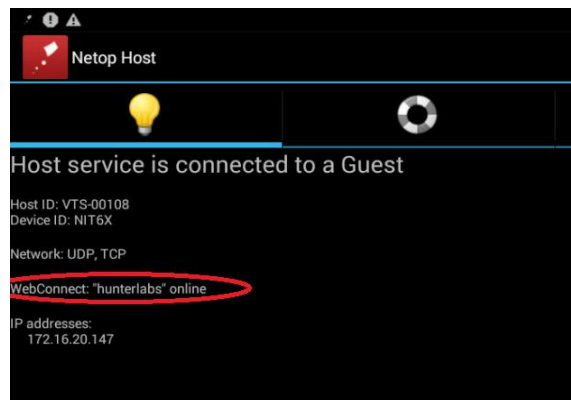 Netop Host
Host service is connected to a Guest
Host ID: VTS-00108
Device ID: NIT6X
Network: UDP, TCP
WebConnect: "hunterlabs" online
IP addresses:
172.16.20.147